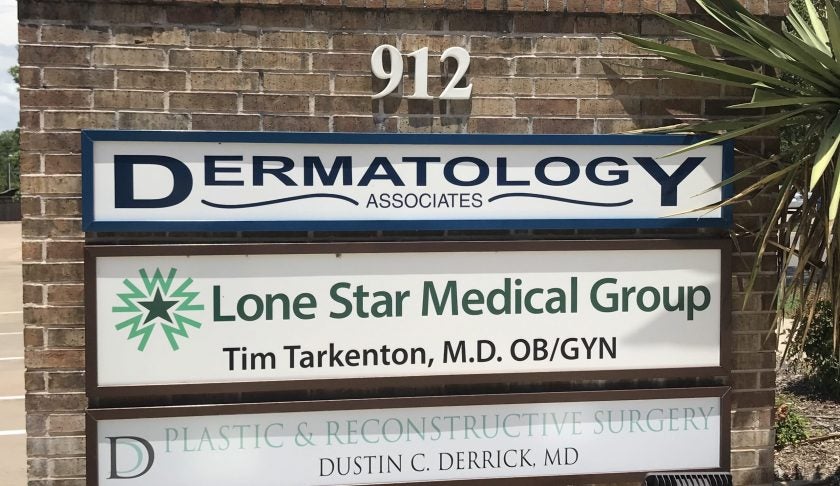 912
DERMATOLOGY
ASSOCIATES
Lone Star Medical Group
Tim Tarkenton, M.D. OB/GYN
D PLASTIC & RECONSTRUCTIVE SURGERY
DUSTIN C. DERRICK, MD